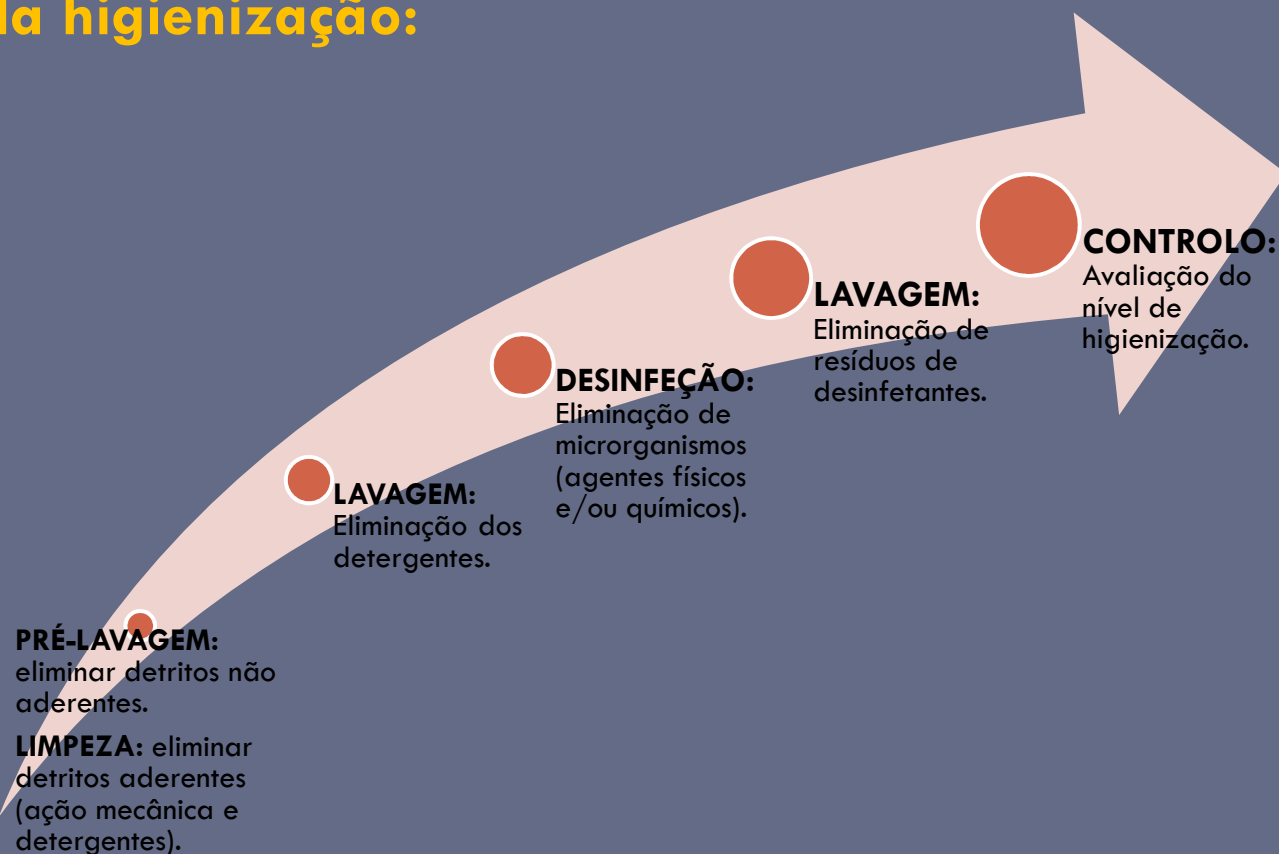 la higienização:
PRÉ-LAVAGEM:
eliminar detritos não
aderentes.
LIMPEZA: eliminar
detritos aderentes
(ação mecânica e
detergentes).
LAVAGEM:
Eliminação dos
detergentes.
DESINFEÇÃO:
Eliminação de
microrganismos
(agentes físicos
e/ou químicos).
LAVAGEM:
Eliminação de
resíduos de
desinfetantes.
CONTROLO:
Avaliação do
nível de
higienização.